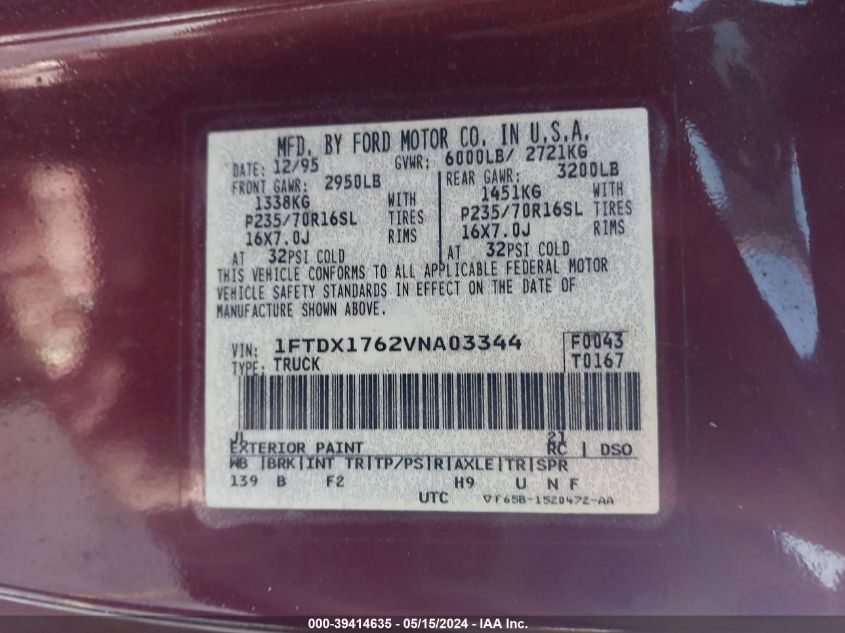 MFD. BY FORD MOTOR CO. IN U.S.A.
DATE: 12/95 GVWR: 6000LB/ 2721KG
FRONT GAWR: 2950LB REAR GAWR: 3200LB
1338KG WITH 1451KG WITH
P235/70R16SL TIRES P235/70R16SL TIRES
16X7.0J RIMS 16X7.0J RIMS
AT 32PSI COLD AT 32PSI COLD
THIS VEHICLE CONFORMS TO ALL APPLICABLE FEDERAL MOTOR
VEHICLE SAFETY STANDARDS IN EFFECT ON THE DATE OF
MANUFACTURE SHOWN ABOVE.
VIN: 1FTDX1762VNA03344 F0043
TYPE: TRUCK T0167
JL 21
EXTERIOR PAINT RC | DSO
WB |BRK|INT TR|TP/PS|R|AXLE|TR|SPR
139 B F2 H9 U N F
UTC ▽F65B-1520472-AA
000-39414635 - 05/15/2024 - IAA Inc.